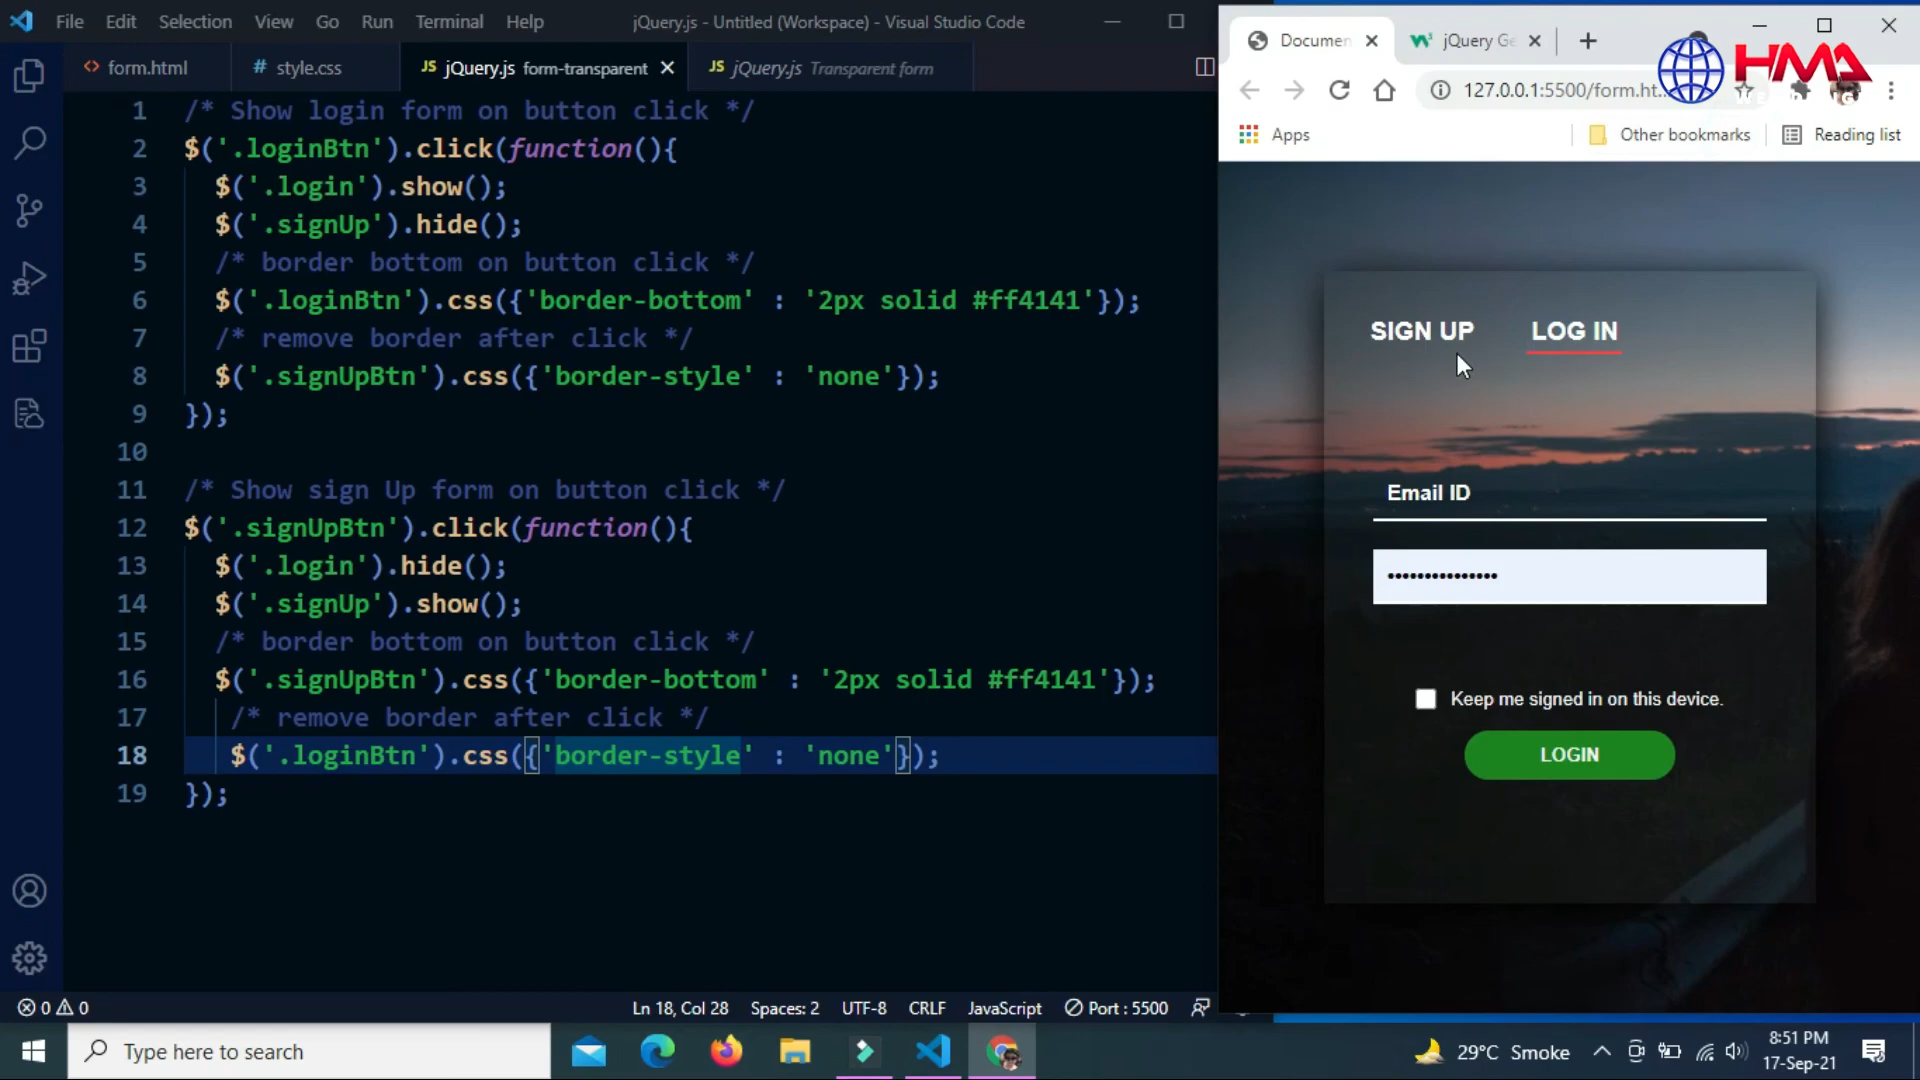 File Edit Selection View Go Run Terminal Help jQuery.js - Untitled (Workspace) - Visual Studio Code
form.html # style.css JS jQuery.js form-transparent JS jQuery.js Transparent form
1 /* Show login form on button click */
2 $('.loginBtn').click(function(){
3 $('.login').show();
4 $('.signUp').hide();
5 /* border bottom on button click */
6 $('.loginBtn').css({'border-bottom' : '2px solid #ff4141'});
7 /* remove border after click */
8 $('.signUpBtn').css({'border-style' : 'none'});
9 });
10
11 /* Show sign Up form on button click */
12 $('.signUpBtn').click(function(){
13 $('.login').hide();
14 $('.signUp').show();
15 /* border bottom on button click */
16 $('.signUpBtn').css({'border-bottom' : '2px solid #ff4141'});
17 /* remove border after click */
18 $('.loginBtn').css({'border-style' : 'none'});
19 });
0 0 Ln 18, Col 28 Spaces: 2 UTF-8 CRLF JavaScript Port : 5500
Documen jQuery Ge
HMA
127.0.0.1:5500/form.ht...
Apps Other bookmarks Reading list
SIGN UP LOG IN
Email ID
Keep me signed in on this device.
LOGIN
Type here to search
29°C Smoke
8:51 PM
17-Sep-21